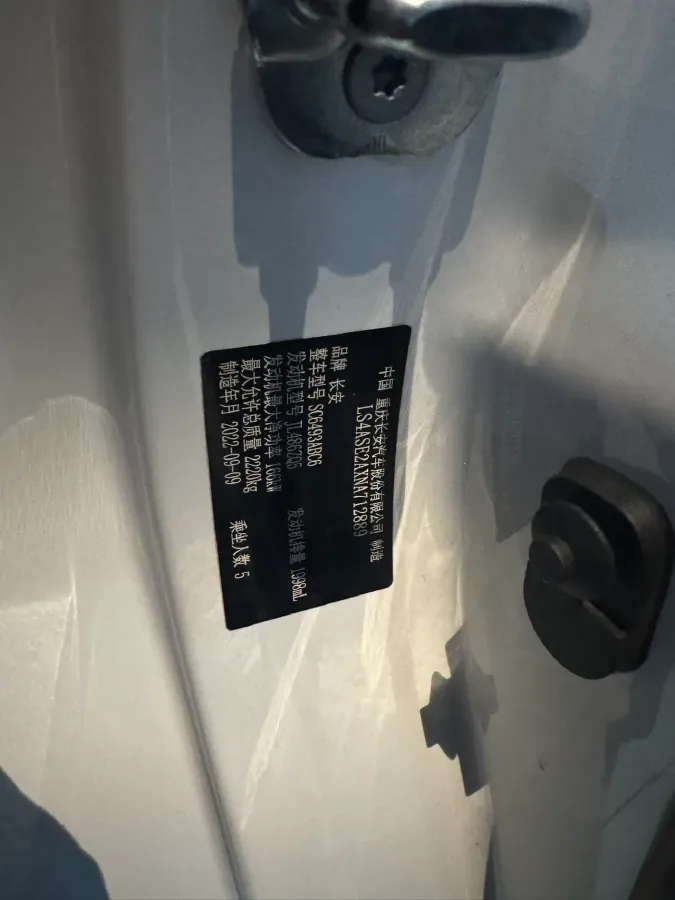 中国 重庆长安汽车股份有限公司 制造
LS4ASE2AXNA712889
品牌 长安
整车型号 SC6493ABC6
发动机型号 JL486ZQ5 发动机排量 1998mL
发动机最大净功率 166kW
最大允许总质量 2220kg
制造年月 2022-09-09 乘坐人数 5